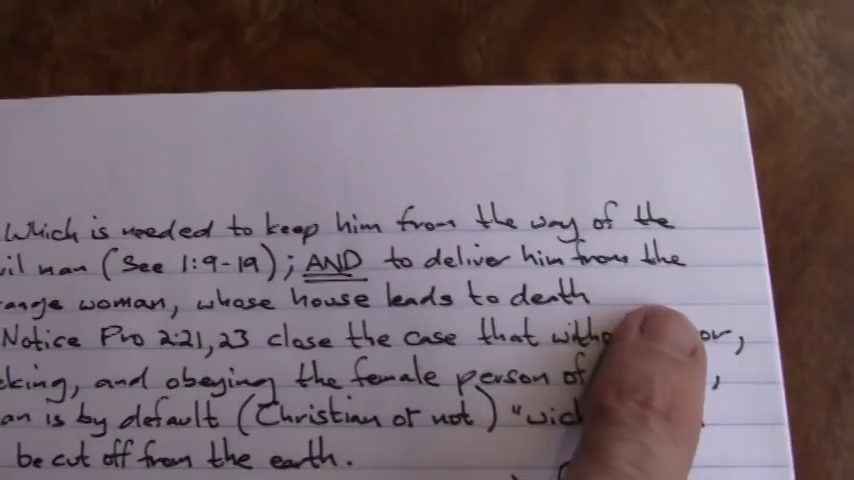 Which is needed to keep him from the way of the
il man (See 1:9-19); AND to deliver him from the
ange woman, whose house leads to death
Notice Pro 2:21,23 close the case that witho or,
king, and obeying the female person of ,
an is by default (Christian or not) "wic .
be cut off from the earth.